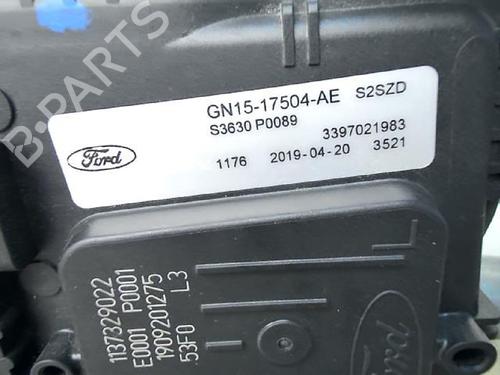 GN15-17504-AE S2SZD
S3630 P0089
3397021983
Ford
1176 2019-04-20 3521
1137329022
E0001 P0001
1909201275
53F0 L3
L
Ford
B-Parts